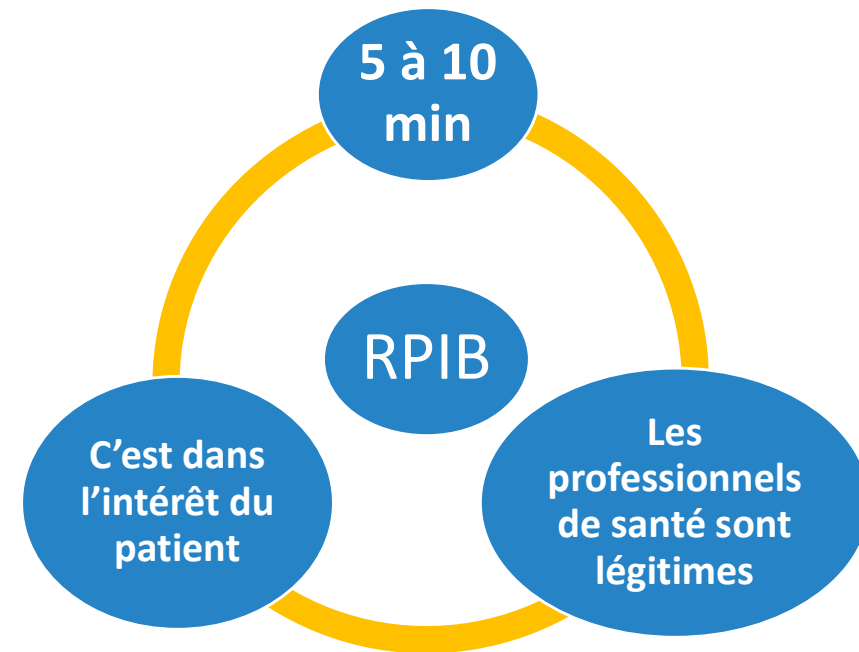 5 à 10
min
RPIB
C’est dans
l’intérêt du
patient
Les
professionnels
de santé sont
légitimes